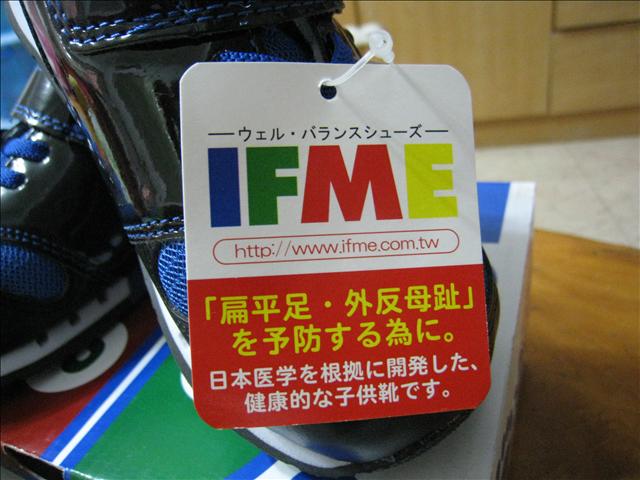 ウェル・バランスシューズ
IFME
http://www.ifme.com.tw
「扁平足・外反母趾」
を予防する為に。
日本医学を根拠に開発した、
健康的な子供靴です。